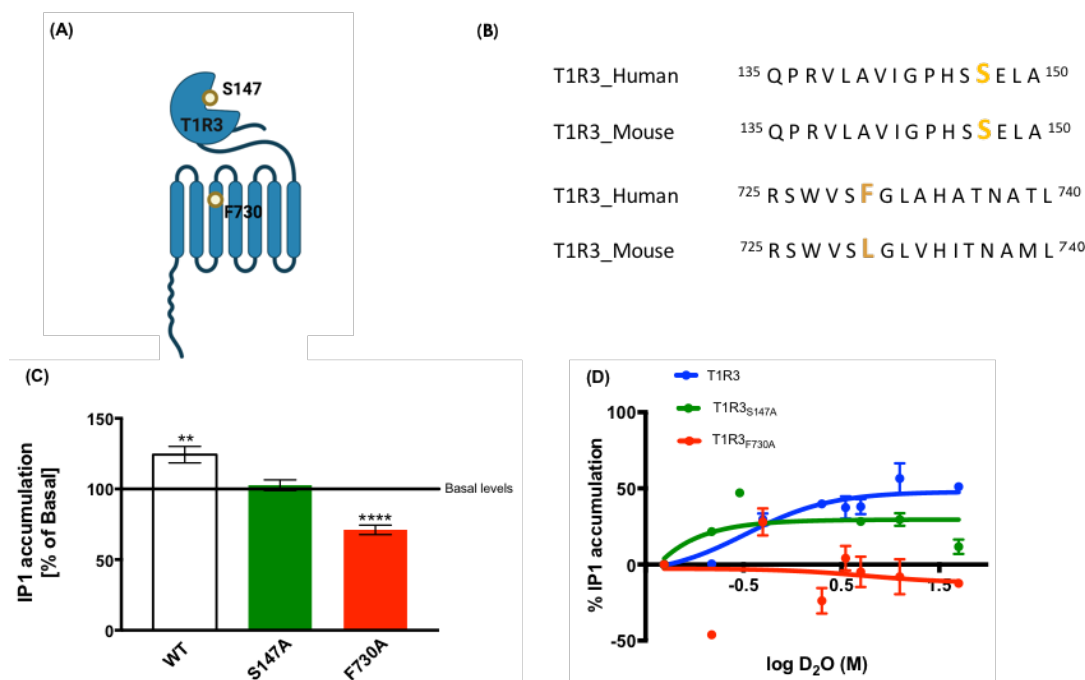 (A)
S147
T1R3
F730
(B)
T1R3_Human 135 Q P R V L A V I G P H S S E L A 150
T1R3_Mouse 135 Q P R V L A V I G P H S S E L A 150
T1R3_Human 725 R S W V S F G L A H A T N A T L 740
T1R3_Mouse 725 R S W V S L G L V H I T N A M L 740
(C)
IP1 accumulation
[% of Basal]
150
100
50
0
**
****
Basal levels
WT
S147A
F730A
(D)
T1R3
T1R3S147A
T1R3F730A
% IP1 accumulation
100
50
0
-50
-0.5
0.5
1.5
log D2O (M)